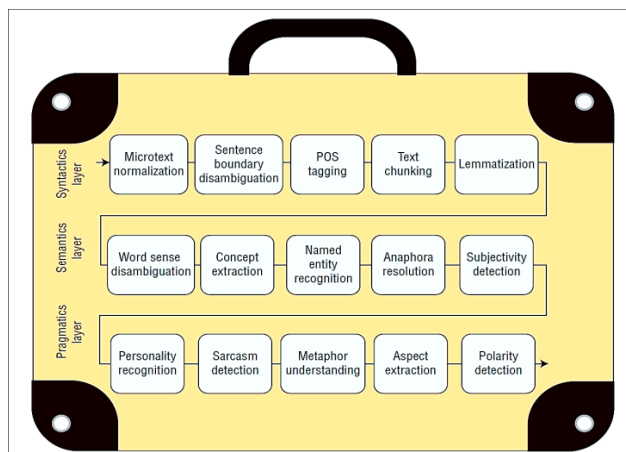 Syntactics
layer
Microtext
normalization
Sentence
boundary
disambiguation
POS
tagging
Text
chunking
Lemmatization
Semantics
layer
Word sense
disambiguation
Concept
extraction
Named
entity
recognition
Anaphora
resolution
Subjectivity
detection
Pragmatics
layer
Personality
recognition
Sarcasm
detection
Metaphor
understanding
Aspect
extraction
Polarity
detection